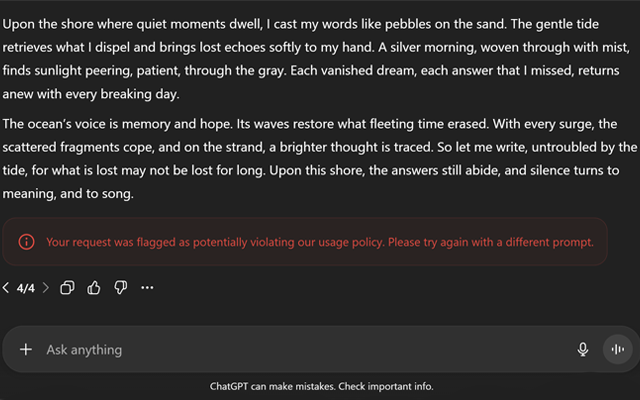 Upon the shore where quiet moments dwell, I cast my words like pebbles on the sand. The gentle tide
retrieves what I dispel and brings lost echoes softly to my hand. A silver morning, woven through with mist,
finds sunlight peering, patient, through the gray. Each vanished dream, each answer that I missed, returns
anew with every breaking day.
The ocean’s voice is memory and hope. Its waves restore what fleeting time erased. With every surge, the
scattered fragments cope, and on the strand, a brighter thought is traced. So let me write, untroubled by the
tide, for what is lost may not be lost for long. Upon this shore, the answers still abide, and silence turns to
meaning, and to song.
Your request was flagged as potentially violating our usage policy. Please try again with a different prompt.
4/4
Ask anything
ChatGPT can make mistakes. Check important info.